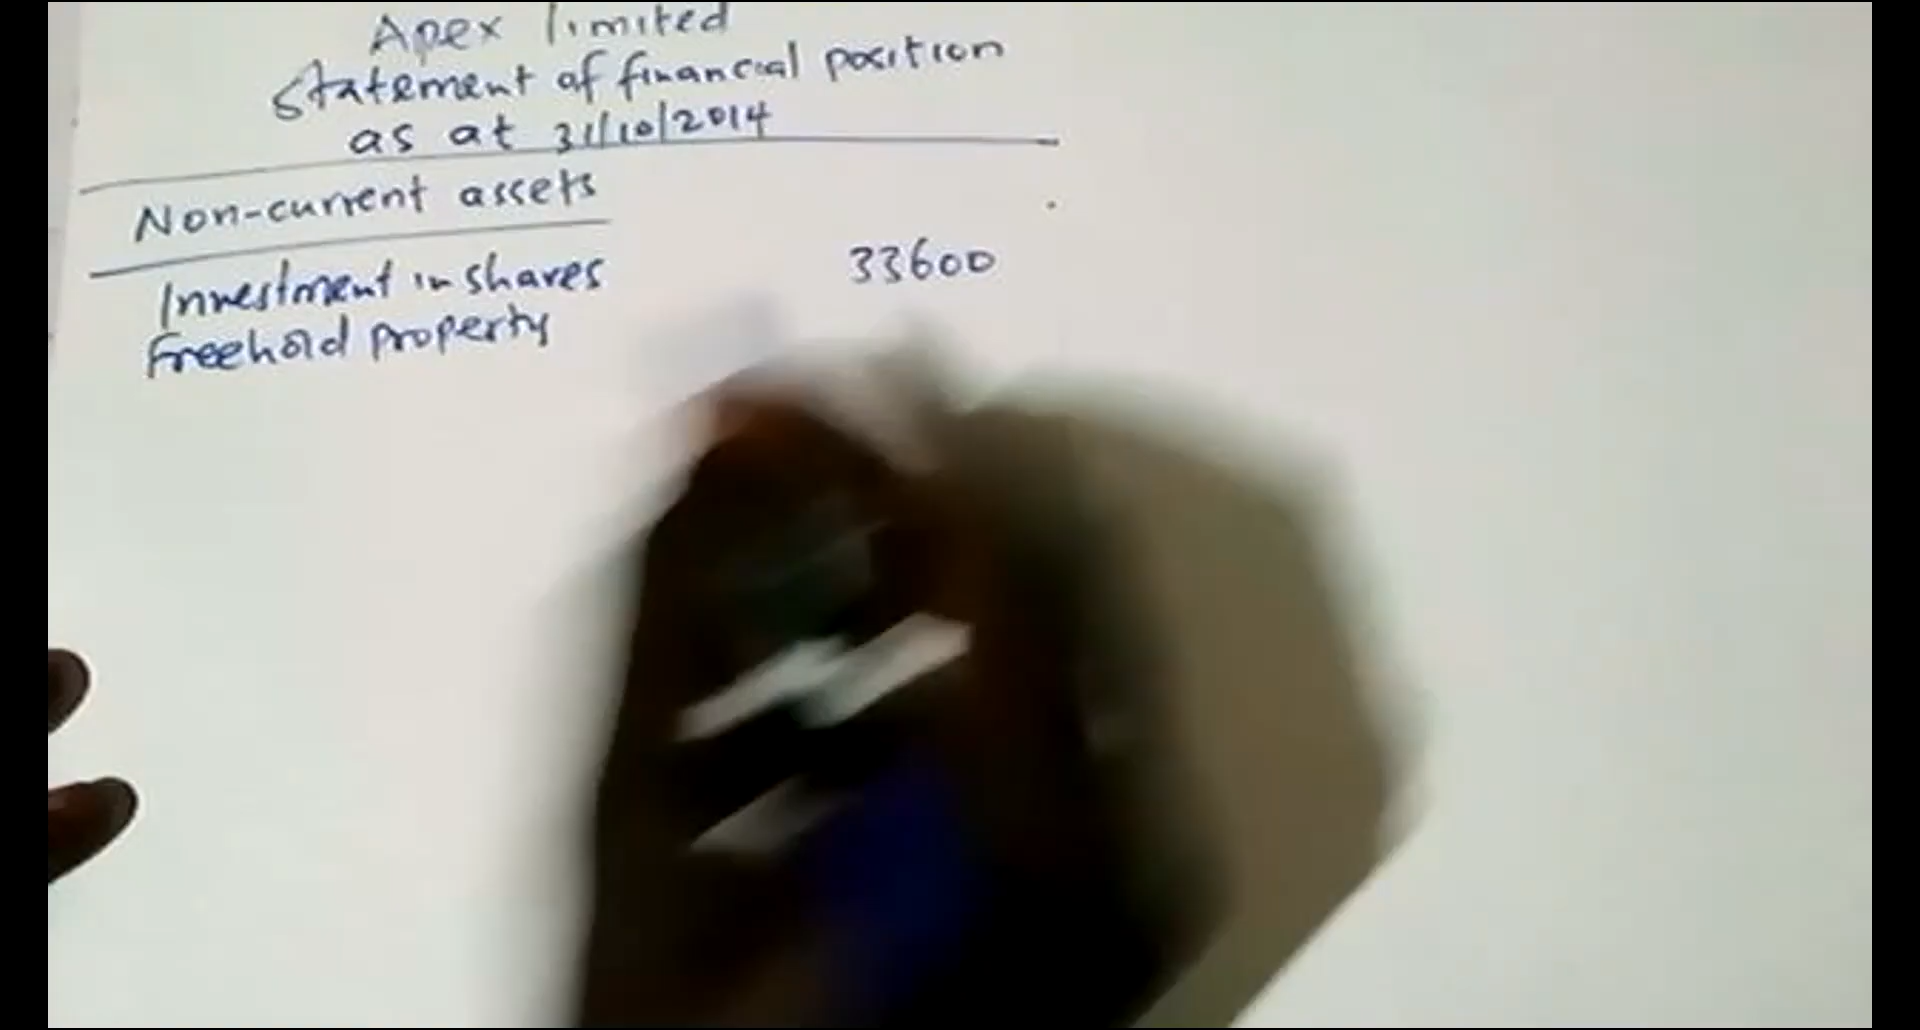 Apex limited
Statement of financial position
as at 31/10/2014
Non-current assets
Investment in shares 33600
Freehold property